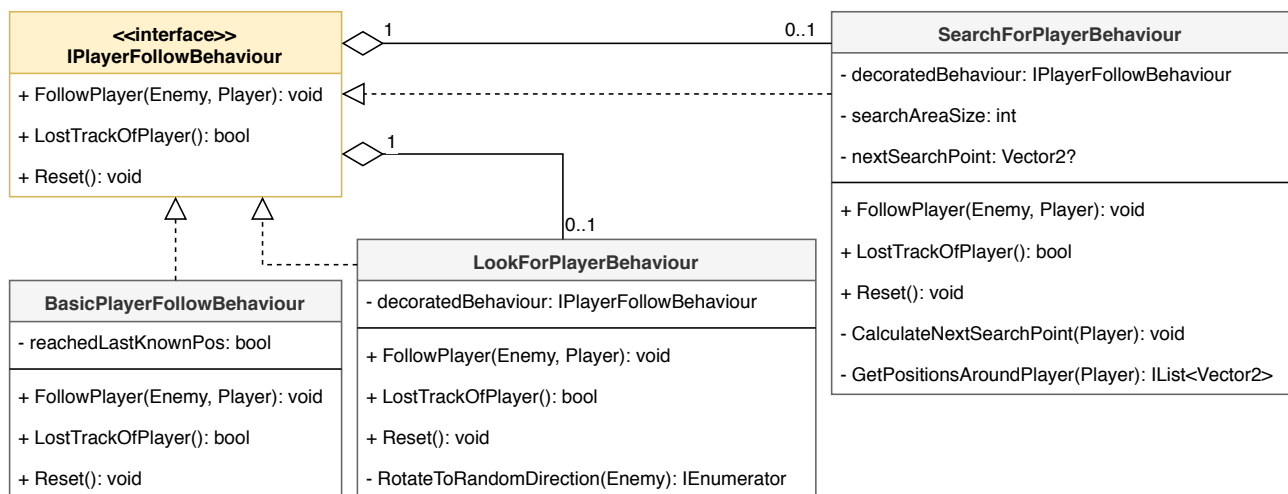 <<interface>>
IPlayerFollowBehaviour
+ FollowPlayer(Enemy, Player): void
+ LostTrackOfPlayer(): bool
+ Reset(): void
1
0..1
1
0..1
SearchForPlayerBehaviour
- decoratedBehaviour: IPlayerFollowBehaviour
- searchAreaSize: int
- nextSearchPoint: Vector2?
+ FollowPlayer(Enemy, Player): void
+ LostTrackOfPlayer(): bool
+ Reset(): void
- CalculateNextSearchPoint(Player): void
- GetPositionsAroundPlayer(Player): IList<Vector2>
BasicPlayerFollowBehaviour
- reachedLastKnownPos: bool
+ FollowPlayer(Enemy, Player): void
+ LostTrackOfPlayer(): bool
+ Reset(): void
LookForPlayerBehaviour
- decoratedBehaviour: IPlayerFollowBehaviour
+ FollowPlayer(Enemy, Player): void
+ LostTrackOfPlayer(): bool
+ Reset(): void
- RotateToRandomDirection(Enemy): IEnumerator